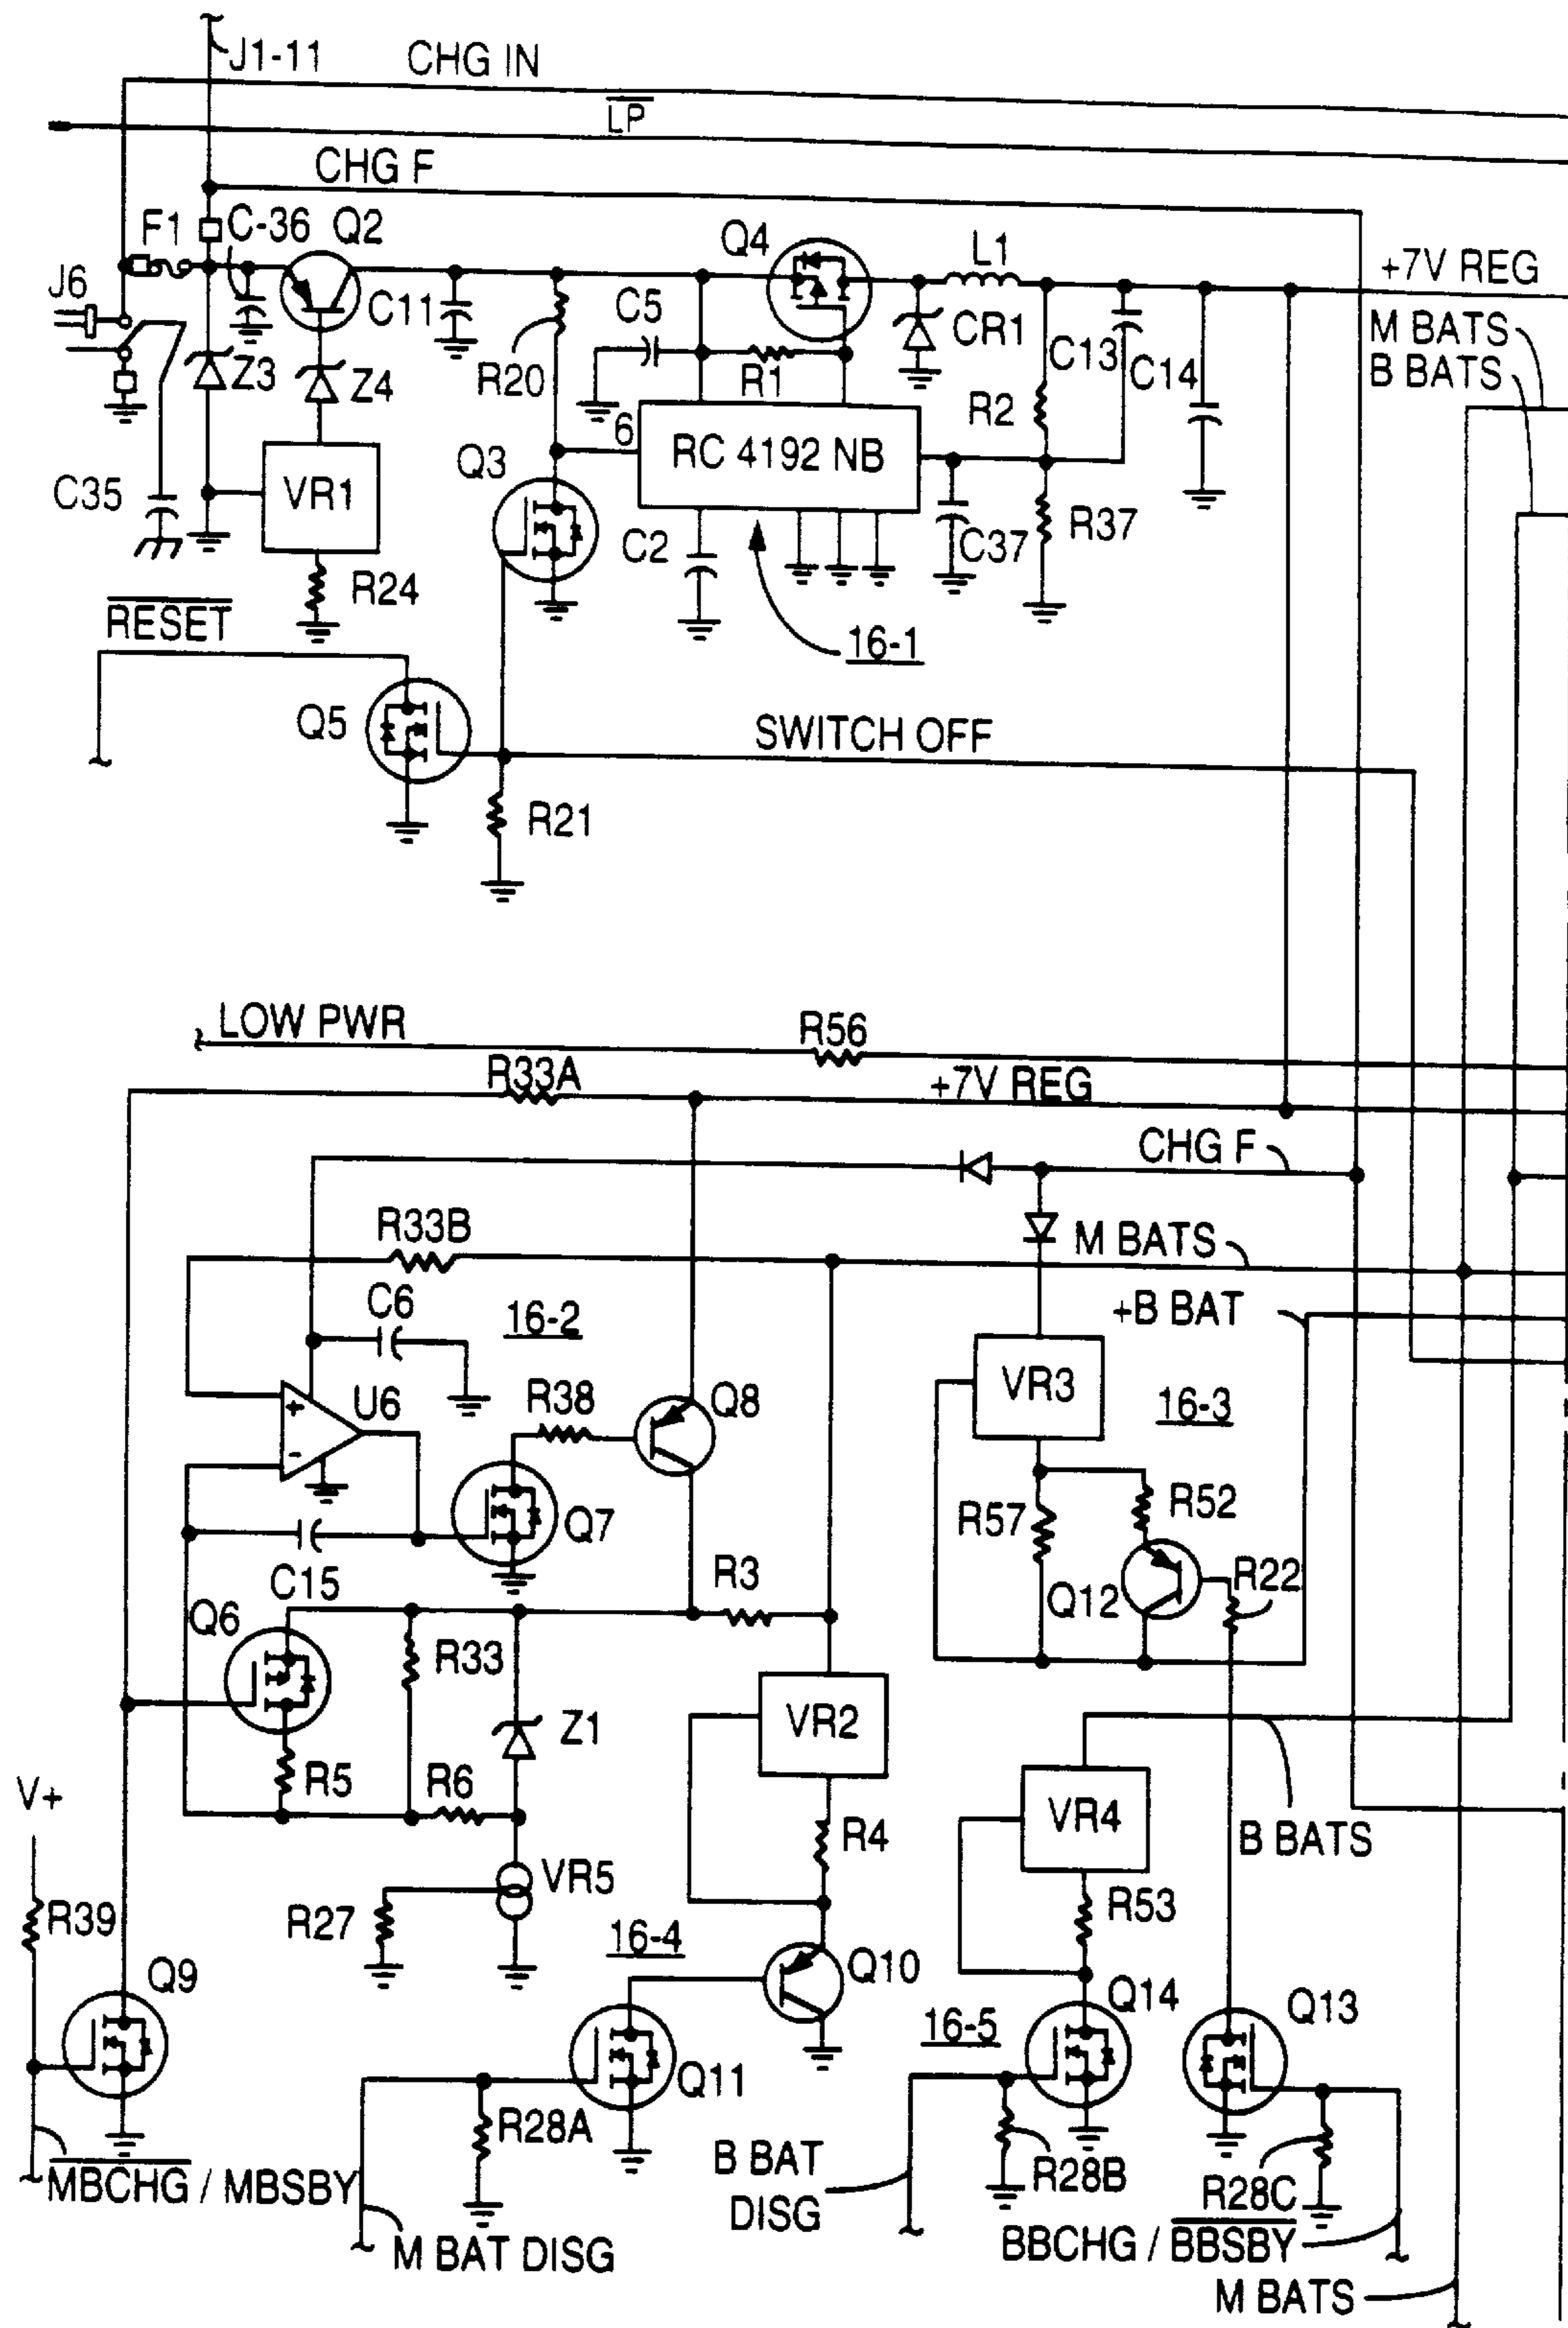 J1-11
CHG IN
LP
CHG F
F1
C-36
Q2
Q4
L1
+7V REG
J6
C11
C5
CR1
C13
M BATS
B BATS
Z3
Z4
R20
R1
C14
R2
6
RC 4192 NB
Q3
C35
VR1
C2
C37
R37
R24
RESET
16-1
Q5
SWITCH OFF
R21
LOW PWR
R56
R33A
+7V REG
CHG F
R33B
M BATS
C6
16-2
+B BAT
VR3
+
U6
-
R38
Q8
16-3
R52
R57
Q7
C15
R3
Q12
R22
Q6
R33
VR2
Z1
R5
R6
V+
R4
VR4
B BATS
VR5
R39
R27
R53
16-4
Q9
Q10
Q14
Q13
16-5
Q11
R28A
B BAT
DISG
R28B
R28C
MBCHG / MBSBY
M BAT DISG
BBCHG / BBSBY
M BATS